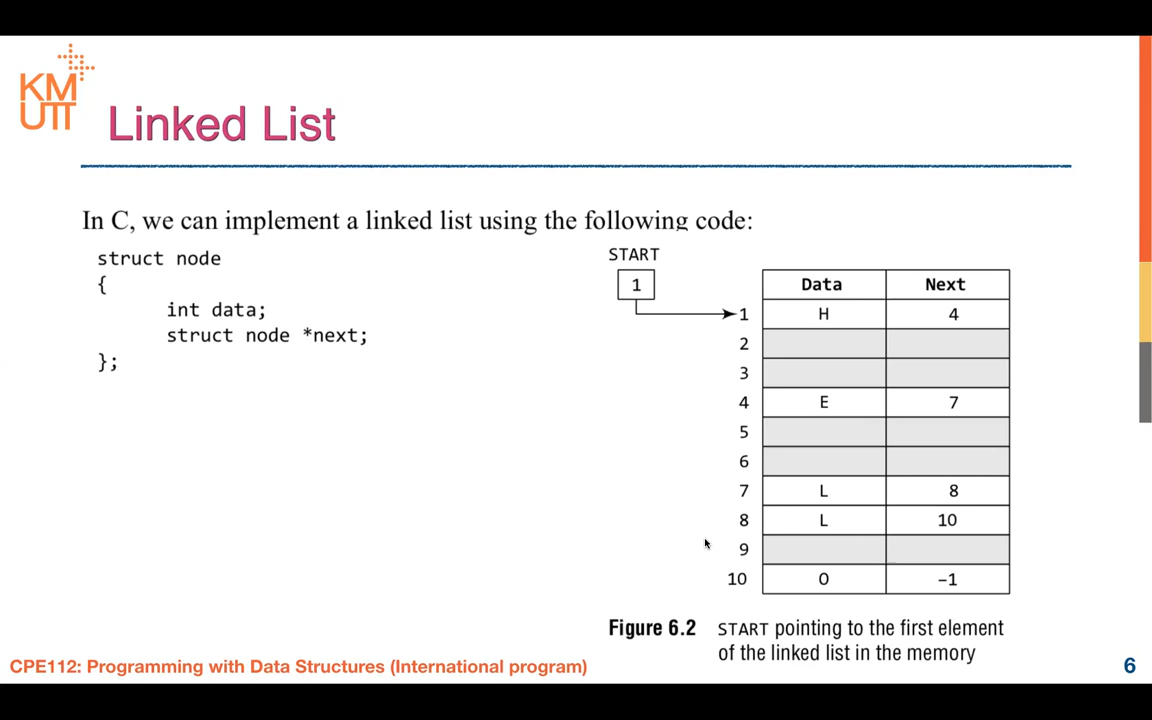 KM
UTT
Linked List
In C, we can implement a linked list using the following code:
struct node
{
int data;
struct node *next;
};
START
1
Data Next
1 H 4
2
3
4 E 7
5
6
7 L 8
8 L 10
9
10 O −1
Figure 6.2 START pointing to the first element
of the linked list in the memory
CPE112: Programming with Data Structures (International program)
6